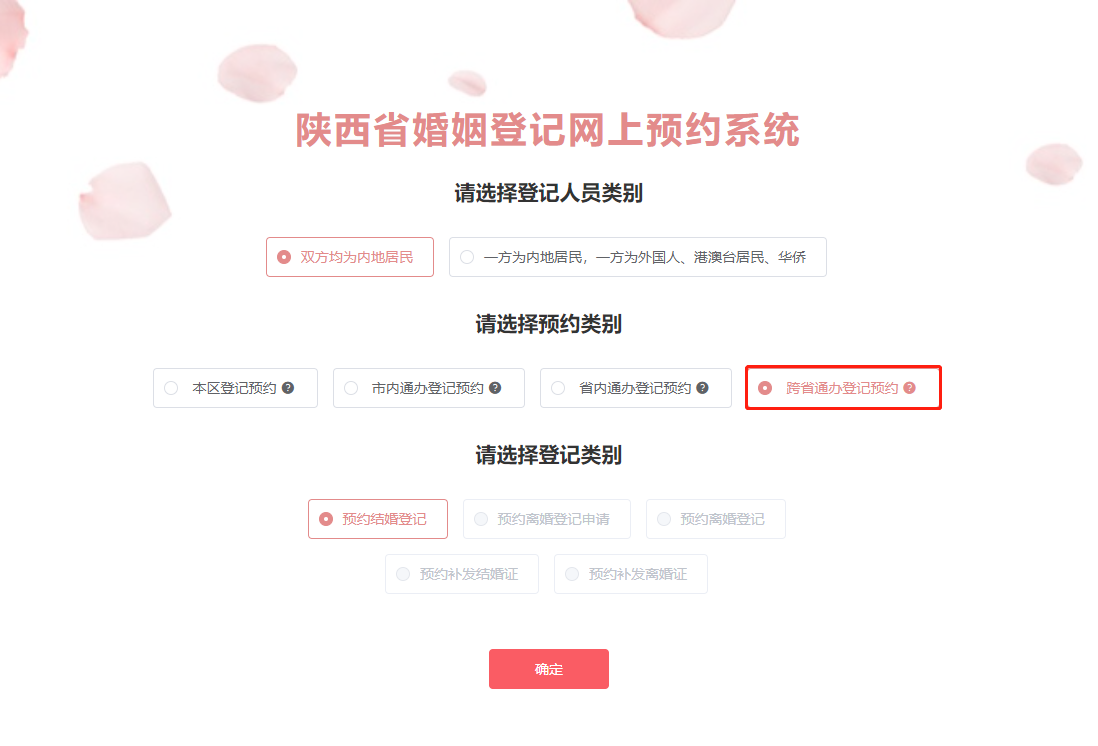 陕西省婚姻登记网上预约系统
请选择登记人员类别
双方均为内地居民 一方为内地居民，一方为外国人、港澳台居民、华侨
请选择预约类别
本区登记预约 ? 市内通办登记预约 ? 省内通办登记预约 ? 跨省通办登记预约 ?
请选择登记类别
预约结婚登记 预约离婚登记申请 预约离婚登记
预约补发结婚证 预约补发离婚证
确定